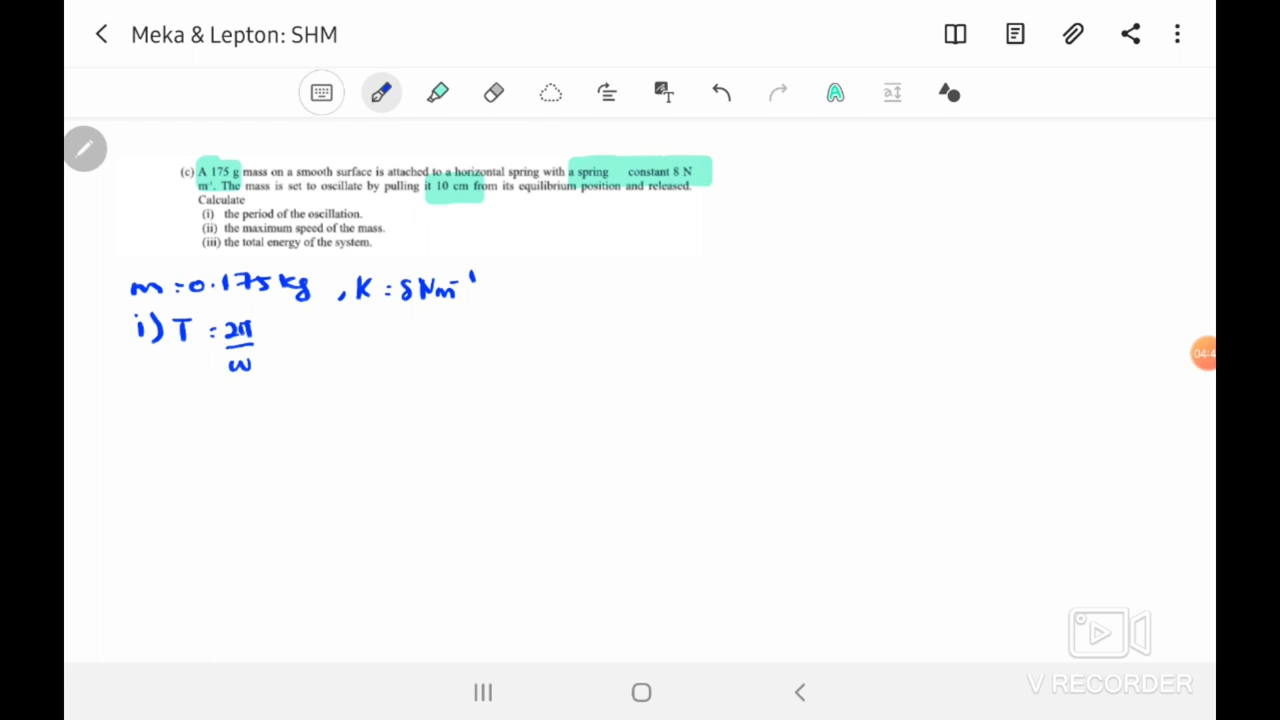 Meka & Lepton: SHM
(c) A 175 g mass on a smooth surface is attached to a horizontal spring with a spring constant 8 N
m⁻¹. The mass is set to oscillate by pulling it 10 cm from its equilibrium position and released.
Calculate
(i) the period of the oscillation.
(ii) the maximum speed of the mass.
(iii) the total energy of the system.
m = 0.175 kg , K = 8 Nm⁻¹
i) T = 2π
ω
04:4
V RECORDER